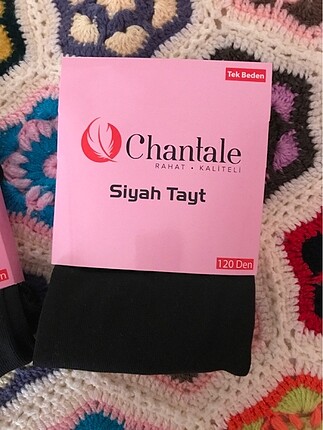 Tek Beden
Chantale
RAHAT • KALİTELİ
Siyah Tayt
120 Den